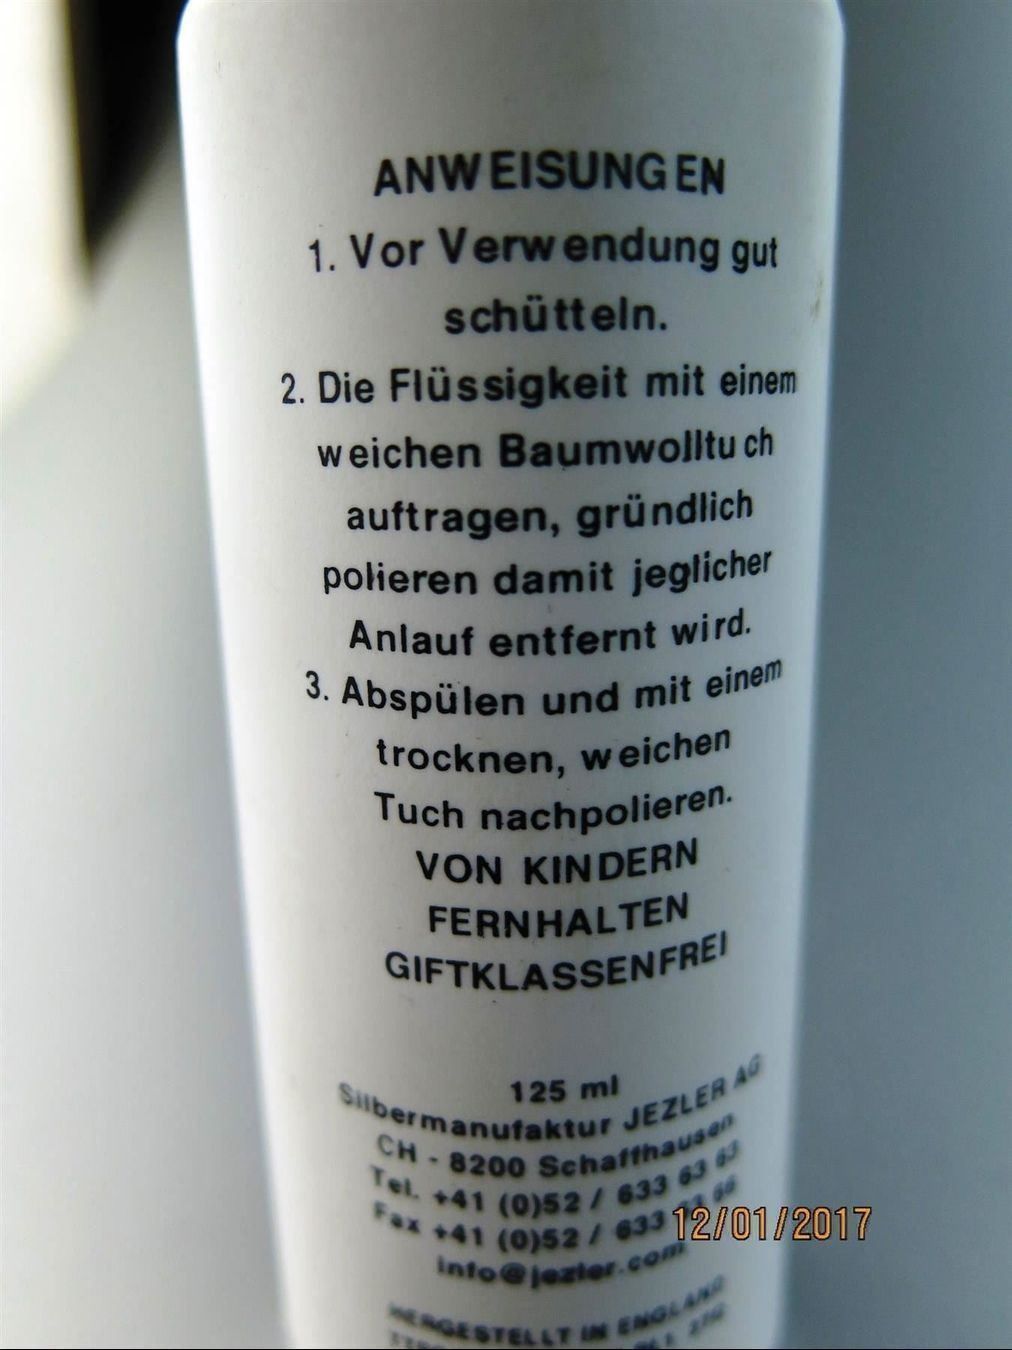 ANWEISUNGEN
1. Vor Verwendung gut
schütteln.
2. Die Flüssigkeit mit einem
weichen Baumwolltuch
auftragen, gründlich
polieren damit jeglicher
Anlauf entfernt wird.
3. Abspülen und mit einem
trocknen, weichen
Tuch nachpolieren.
VON KINDERN
FERNHALTEN
GIFTKLASSENFREI
125 ml
Silbermanufaktur JEZLER AG
CH - 8200 Schaffhausen
Tel. +41 (0)52 / 633 63 63
Fax +41 (0)52 / 633 66
12/01/2017
info@jezler.com
HERGESTELLT IN ENGLAND